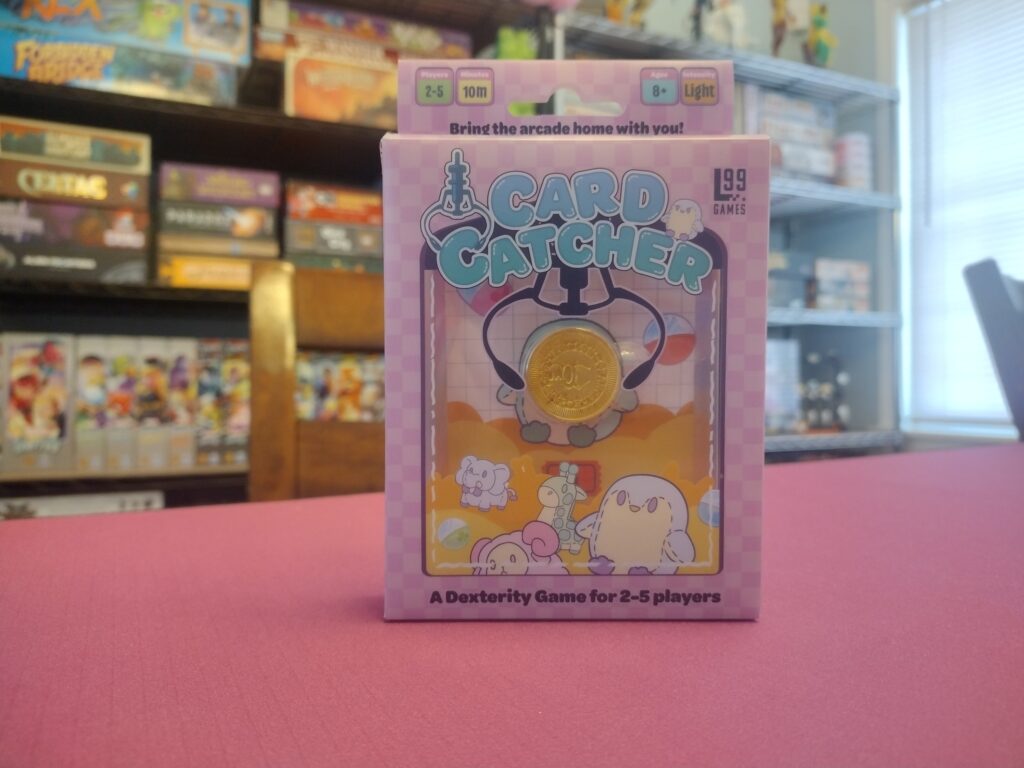 FORBIDDEN
Players
2-5
Minutes
10m
Ages
8+
Intensity
Light
Bring the arcade home with you!
CARD
CATCHER
L99
GAMES
A Dexterity Game for 2-5 players